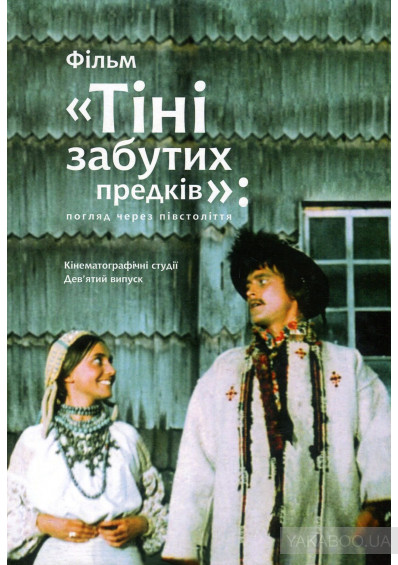 Фільм
«Тіні
забутих
предків»:
погляд через півстоліття
Кінематографічні студії
Дев'ятий випуск
YAKABOO.UA